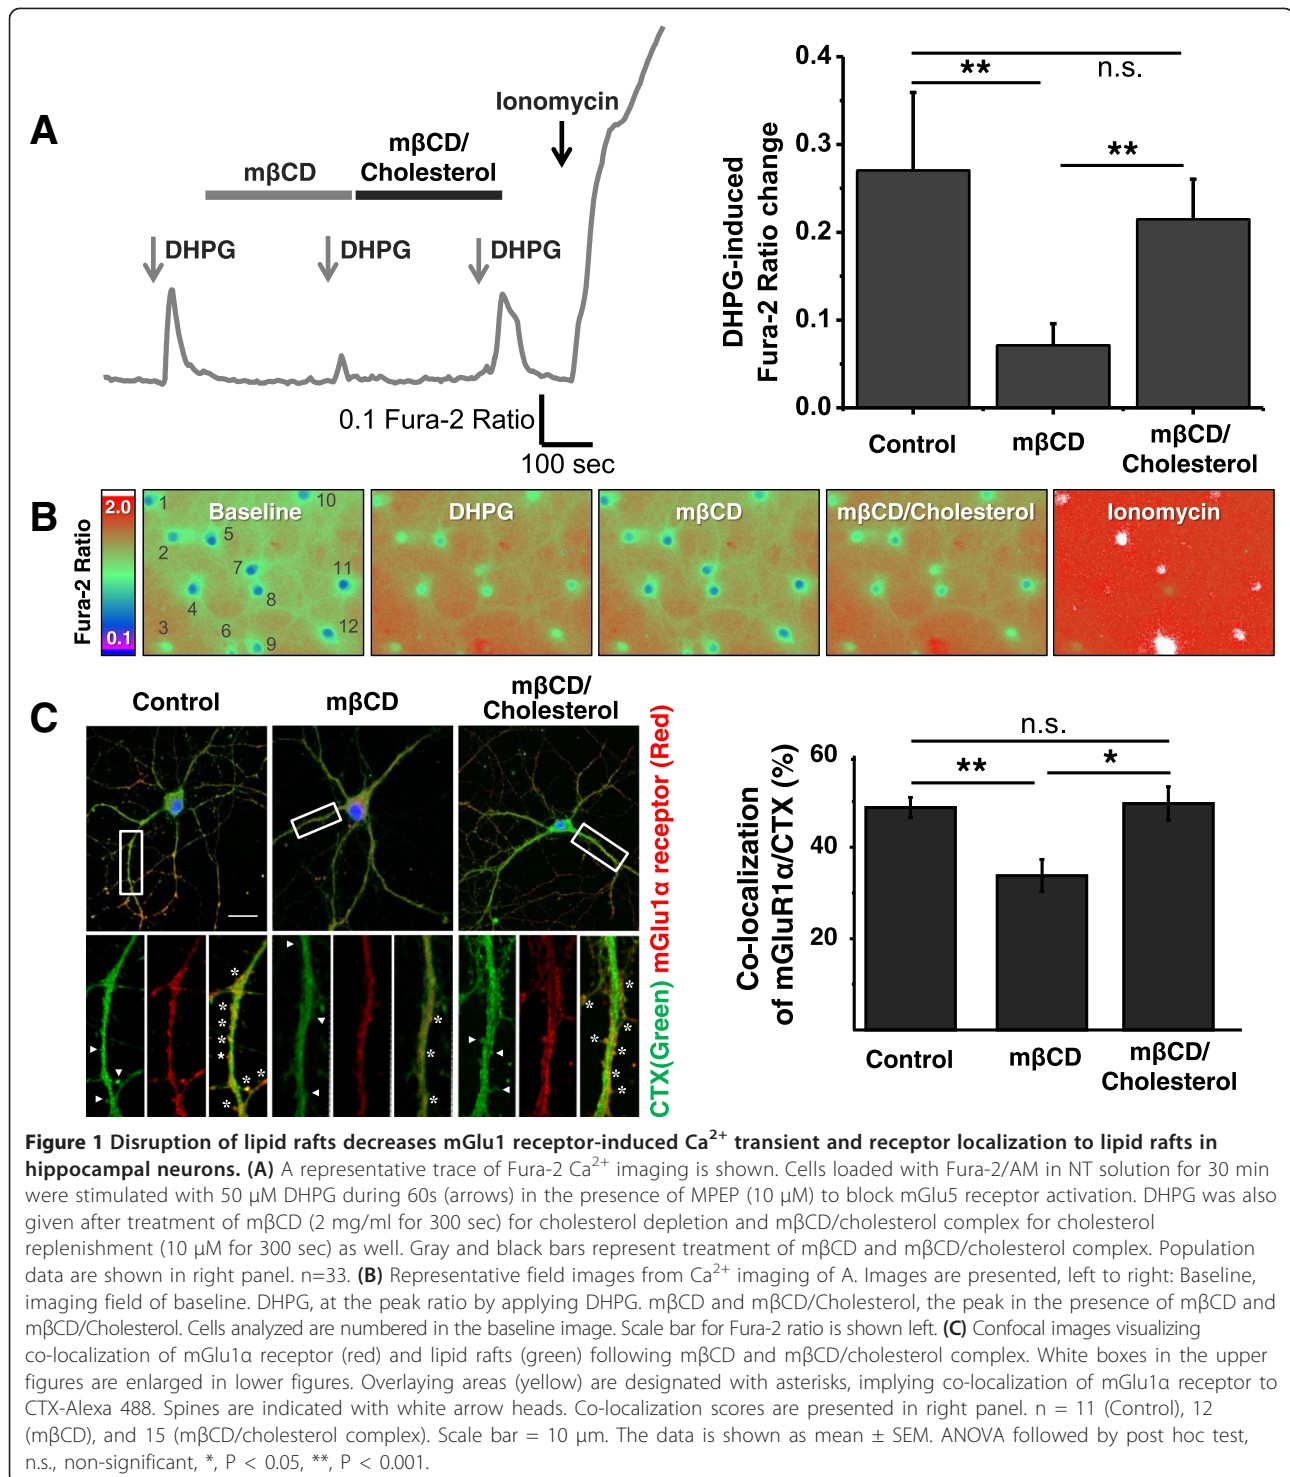 A
Ionomycin
mβCD/
Cholesterol
mβCD
DHPG
DHPG
DHPG
0.1 Fura-2 Ratio
100 sec
DHPG-induced
Fura-2 Ratio change
0.4
0.3
0.2
0.1
0.0
**
n.s.
**
Control
mβCD
mβCD/
Cholesterol
B
Fura-2 Ratio
2.0
0.1
Baseline
1
2
3
4
5
6
7
8
9
10
11
12
DHPG
mβCD
mβCD/Cholesterol
Ionomycin
C
Control
mβCD
mβCD/
Cholesterol
CTX(Green) mGlu1α receptor (Red)
Co-localization
of mGluR1α/CTX (%)
60
40
20
n.s.
**
*
Control
mβCD
mβCD/
Cholesterol
Figure 1 Disruption of lipid rafts decreases mGlu1 receptor-induced Ca2+ transient and receptor localization to lipid rafts in
hippocampal neurons. (A) A representative trace of Fura-2 Ca2+ imaging is shown. Cells loaded with Fura-2/AM in NT solution for 30 min
were stimulated with 50 μM DHPG during 60s (arrows) in the presence of MPEP (10 μM) to block mGlu5 receptor activation. DHPG was also
given after treatment of mβCD (2 mg/ml for 300 sec) for cholesterol depletion and mβCD/cholesterol complex for cholesterol
replenishment (10 μM for 300 sec) as well. Gray and black bars represent treatment of mβCD and mβCD/cholesterol complex. Population
data are shown in right panel. n=33. (B) Representative field images from Ca2+ imaging of A. Images are presented, left to right: Baseline,
imaging field of baseline. DHPG, at the peak ratio by applying DHPG. mβCD and mβCD/Cholesterol, the peak in the presence of mβCD and
mβCD/Cholesterol. Cells analyzed are numbered in the baseline image. Scale bar for Fura-2 ratio is shown left. (C) Confocal images visualizing
co-localization of mGlu1α receptor (red) and lipid rafts (green) following mβCD and mβCD/cholesterol complex. White boxes in the upper
figures are enlarged in lower figures. Overlaying areas (yellow) are designated with asterisks, implying co-localization of mGlu1α receptor to
CTX-Alexa 488. Spines are indicated with white arrow heads. Co-localization scores are presented in right panel. n = 11 (Control), 12
(mβCD), and 15 (mβCD/cholesterol complex). Scale bar = 10 μm. The data is shown as mean ± SEM. ANOVA followed by post hoc test,
n.s., non-significant, *, P < 0.05, **, P < 0.001.